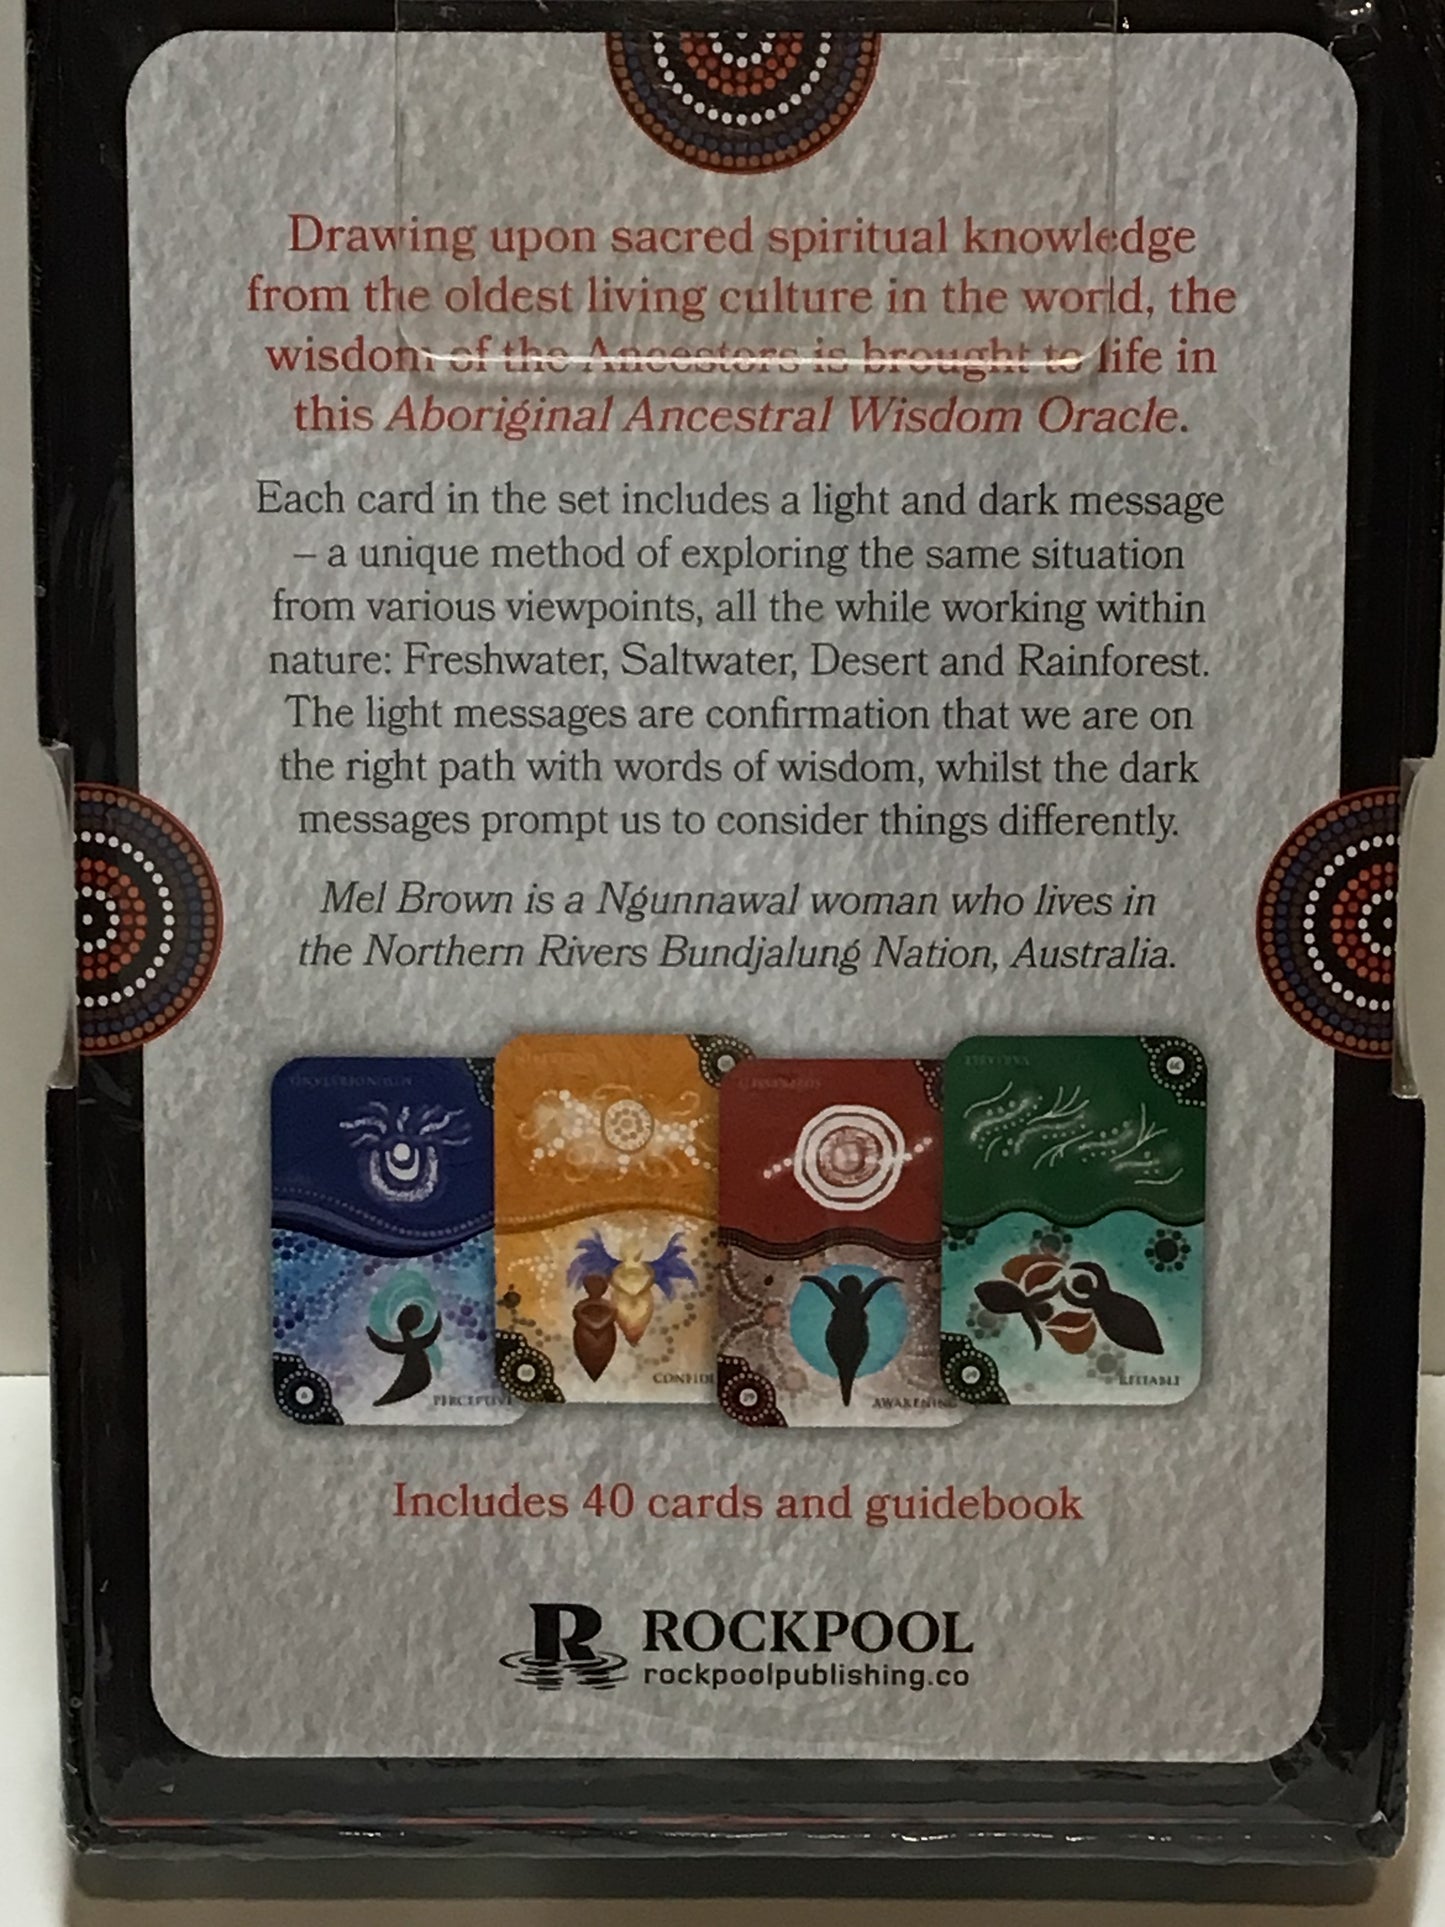 Drawing upon sacred spiritual knowledge
from the oldest living culture in the world, the
wisdom of the Ancestors is brought to life in
this Aboriginal Ancestral Wisdom Oracle.
Each card in the set includes a light and dark message
– a unique method of exploring the same situation
from various viewpoints, all the while working within
nature: Freshwater, Saltwater, Desert and Rainforest.
The light messages are confirmation that we are on
the right path with words of wisdom, whilst the dark
messages prompt us to consider things differently.
Mel Brown is a Ngunnawal woman who lives in
the Northern Rivers Bundjalung Nation, Australia.
PERCEPTIVE
CONFIDE
AWAKENING
RELIABLE
Includes 40 cards and guidebook
R ROCKPOOL
rockpoolpublishing.co